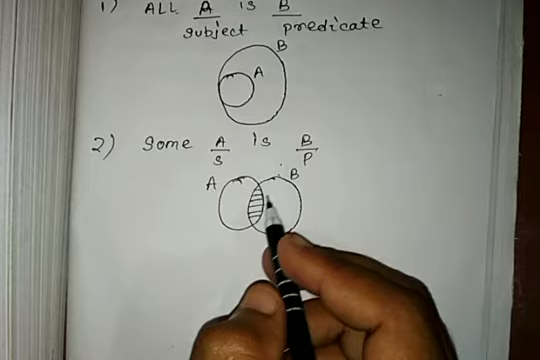 1) ALL A is B
subject predicate
B
A
2) Some A is B
S P
A B